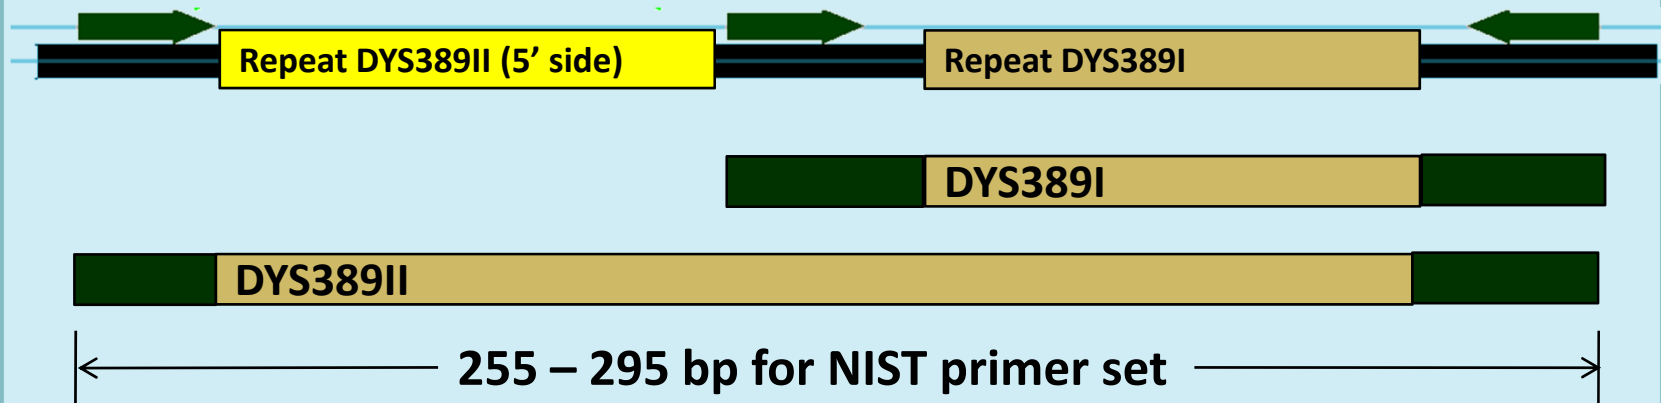 Repeat DYS389II (5’ side) Repeat DYS389I
DYS389I
DYS389II
255 – 295 bp for NIST primer set